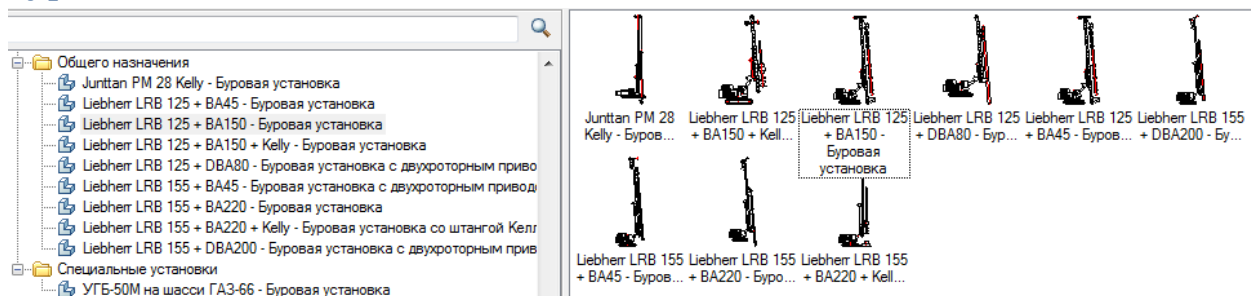 Общего назначения
Junttan PM 28 Kelly - Буровая установка
Liebherr LRB 125 + BA45 - Буровая установка
Liebherr LRB 125 + BA150 - Буровая установка
Liebherr LRB 125 + BA150 + Kelly - Буровая установка
Liebherr LRB 125 + DBA80 - Буровая установка с двухроторным приво
Liebherr LRB 155 + BA45 - Буровая установка с двухроторным приводо
Liebherr LRB 155 + BA220 - Буровая установка
Liebherr LRB 155 + BA220 + Kelly - Буровая установка со штангой Келл
Liebherr LRB 155 + DBA200 - Буровая установка с двухроторным прив
Специальные установки
УГБ-50М на шасси ГАЗ-66 - Буровая установка
Junttan PM 28
Kelly - Буров...
Liebherr LRB 125
+ BA150 + Kell...
Liebherr LRB 125
+ BA150 -
Буровая
установка
Liebherr LRB 125
+ DBA80 - Бур...
Liebherr LRB 125
+ BA45 - Буров...
Liebherr LRB 155
+ DBA200 - Бу...
Liebherr LRB 155
+ BA45 - Буров...
Liebherr LRB 155
+ BA220 - Буро...
Liebherr LRB 155
+ BA220 + Kell...